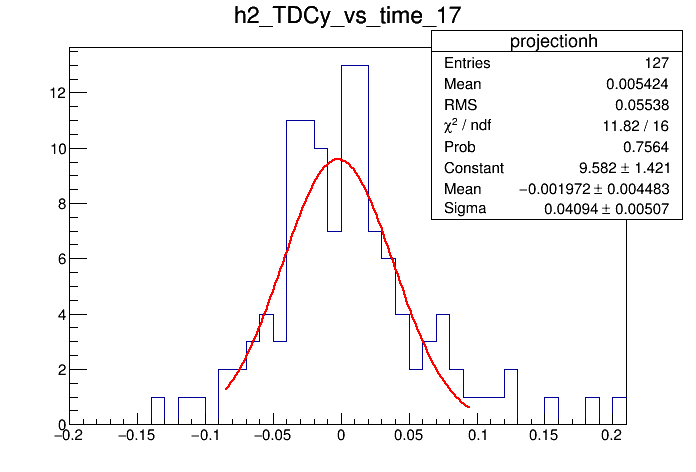 h2_TDCy_vs_time_17
projectionh
Entries 127
Mean 0.005424
RMS 0.05538
χ² / ndf 11.82 / 16
Prob 0.7564
Constant 9.582 ± 1.421
Mean −0.001972 ± 0.004483
Sigma 0.04094 ± 0.00507
12
10
8
6
4
2
0
−0.2 −0.15 −0.1 −0.05 0 0.05 0.1 0.15 0.2